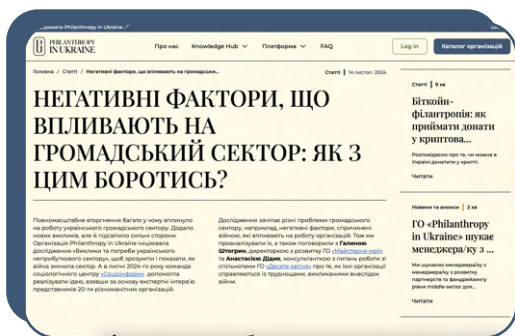 Philanthropy in Ukraine
PHILANTHROPY
IN UKRAINE
Про нас
Knowledge Hub
Платформа
FAQ
Log in
Каталог організацій
Головна / Статті / Негативні фактори, що впливають на громадськи...
Статті | 14 листоп. 2024
НЕГАТИВНІ ФАКТОРИ, ЩО
ВПЛИВАЮТЬ НА
ГРОМАДСЬКИЙ СЕКТОР: ЯК З
ЦИМ БОРОТИСЬ?
Повномасштабне вторгнення багато у чому вплинуло
на роботу українського громадського сектору. Додало
нових викликів, але й підсвітило сильні сторони.
Організація Philanthropy in Ukraine ініціювала
дослідження «Виклики та потреби українського
неприбуткового сектору», щоб зрозуміти і показати, як
війна змінила сектор. А в липні 2024-го року команда
соціологічного центру «Соціоінформ» допомогла
реалізувати ідею, взявши за основу експертні інтерв'ю
представників 20-ти різноманітних організацій.
Дослідження зачіпає різні проблеми громадського
сектору, наприклад, негативні фактори, спричинені
війною, які впливають на роботу організацій. Тож ми
проаналізували їх, а також поговорили з Галиною
Штогрин, директоркою з розвитку ГО «Майстерня мрії»
та Анастасією Дідик, консультанткою з питань роботи зі
спільнотами ГО «Десяте квітня» про те, як їхні організації
справляється із труднощами, викликаними внаслідок
війни.
Статті | 9 хв
Біткойн-
філантропія: як
приймати донати
у криптова...
Розповідаємо про те, чи можна в
Україні донатити у крипті.
Читати
Новини та анонси | 2 хв
ГО «Philanthropy
in Ukraine» шукає
менеджера/ку з ...
Ми шукаємо менеджера/ку з
розвитку
партнерств та фандрейзингу
рівня middle-senior для...
Читати